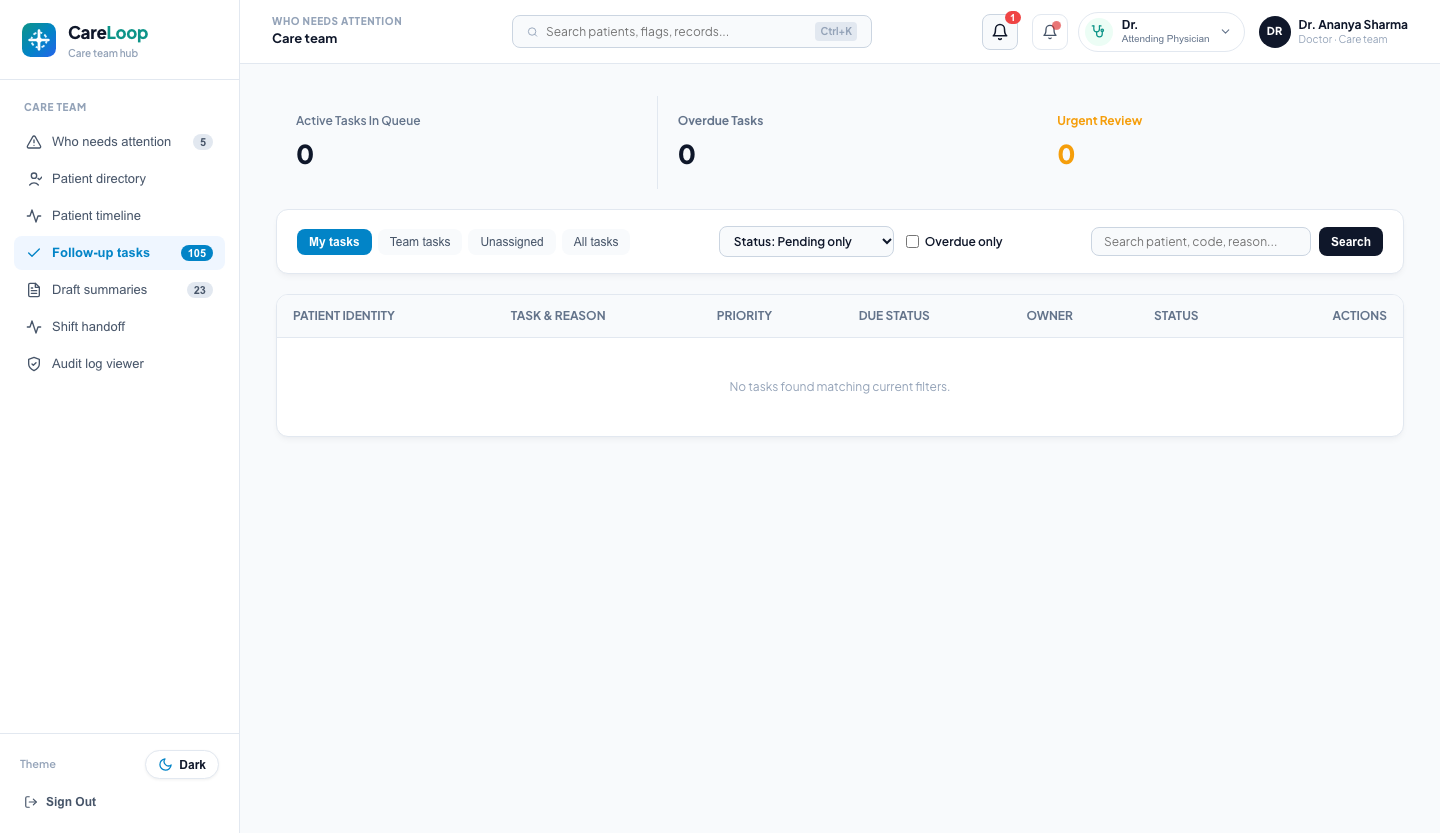 CareLoop
Care team hub
CARE TEAM
Who needs attention 5
Patient directory
Patient timeline
Follow-up tasks 105
Draft summaries 23
Shift handoff
Audit log viewer
Theme
Dark
Sign Out
WHO NEEDS ATTENTION
Care team
Search patients, flags, records...
Ctrl+K
1
Dr.
Attending Physician
DR
Dr. Ananya Sharma
Doctor · Care team
Active Tasks In Queue
0
Overdue Tasks
0
Urgent Review
0
My tasks
Team tasks
Unassigned
All tasks
Status: Pending only
Overdue only
Search patient, code, reason...
Search
PATIENT IDENTITY
TASK & REASON
PRIORITY
DUE STATUS
OWNER
STATUS
ACTIONS
No tasks found matching current filters.